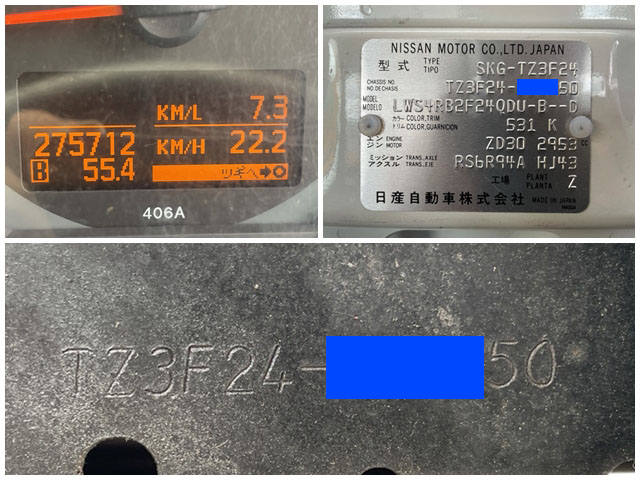 KM/L 7.3
275712 KM/H 22.2
B 55.4 ツギヘ
406A
NISSAN MOTOR CO.,LTD.JAPAN
型式 TYPE TIPO SKG-TZ3F24
CHASSIS NO. NO DE CHASIS TZ3F24- 50
MODEL MODELO LWS4RB2F24QDU-B--D
カラー COLOR,TRIM トリム COLOR,GUARNICION 531 K
エンジン ENGINE MOTOR ZD30 2953 CC
ミッション TRANS.,AXLE アクスル TRANS.,EJE RS6R94A HJ43
工場 PLANT PLANTA Z
日産自動車株式会社 MADE IN JAPAN
TZ3F24- 50